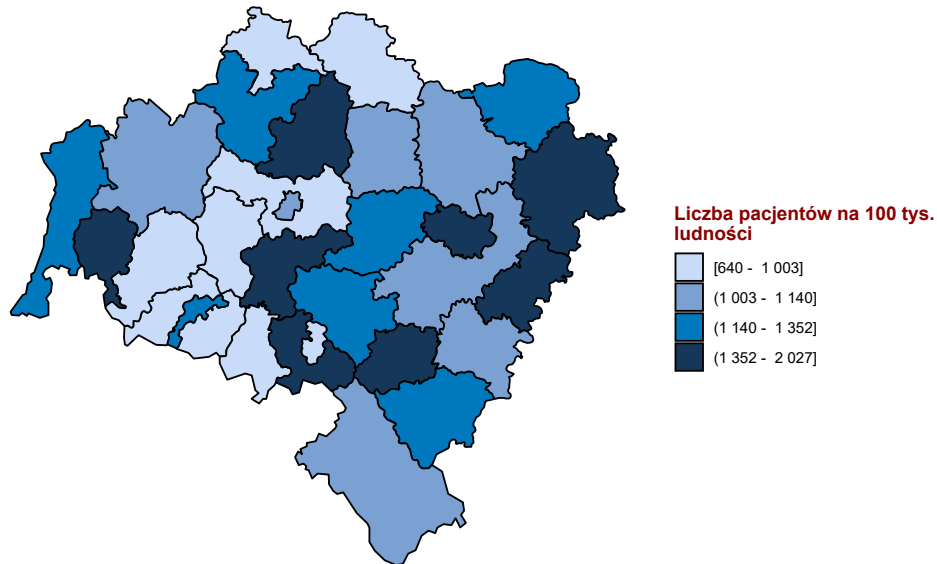 Liczba pacjentów na 100 tys.
ludności
[640 - 1 003]
(1 003 - 1 140]
(1 140 - 1 352]
(1 352 - 2 027]